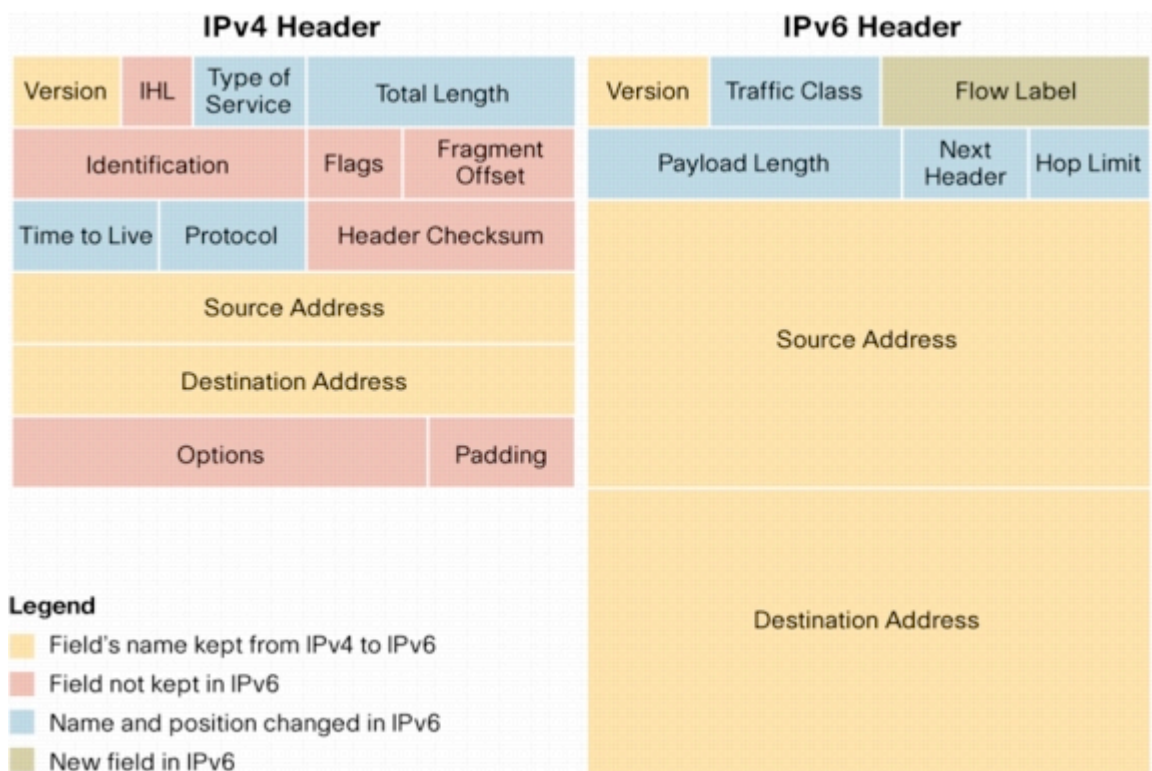 IPv4 Header
IPv6 Header
Version
IHL
Type of
Service
Total Length
Version
Traffic Class
Flow Label
Identification
Flags
Fragment
Offset
Payload Length
Next
Header
Hop Limit
Time to Live
Protocol
Header Checksum
Source Address
Source Address
Destination Address
Options
Padding
Destination Address
Legend
Field's name kept from IPv4 to IPv6
Field not kept in IPv6
Name and position changed in IPv6
New field in IPv6